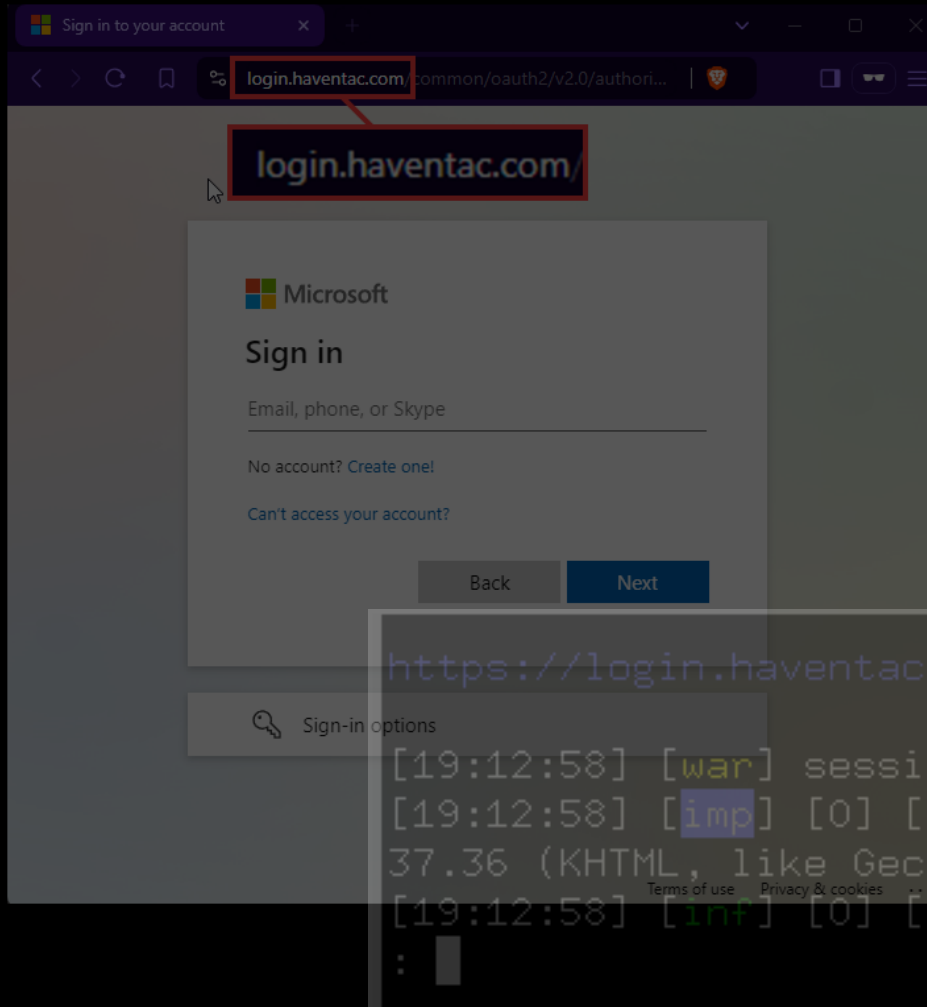 Sign in to your account
login.haventac.com/common/oauth2/v2.0/authori...
login.haventac.com/
Microsoft
Sign in
Email, phone, or Skype
No account? Create one!
Can't access your account?
Back Next
Sign-in options
https://login.haventac
[19:12:58] [war] sessi
[19:12:58] [imp] [0] [
37.36 (KHTML, like Gec
Terms of use Privacy & cookies ...
[19:12:58] [inf] [0] [
: